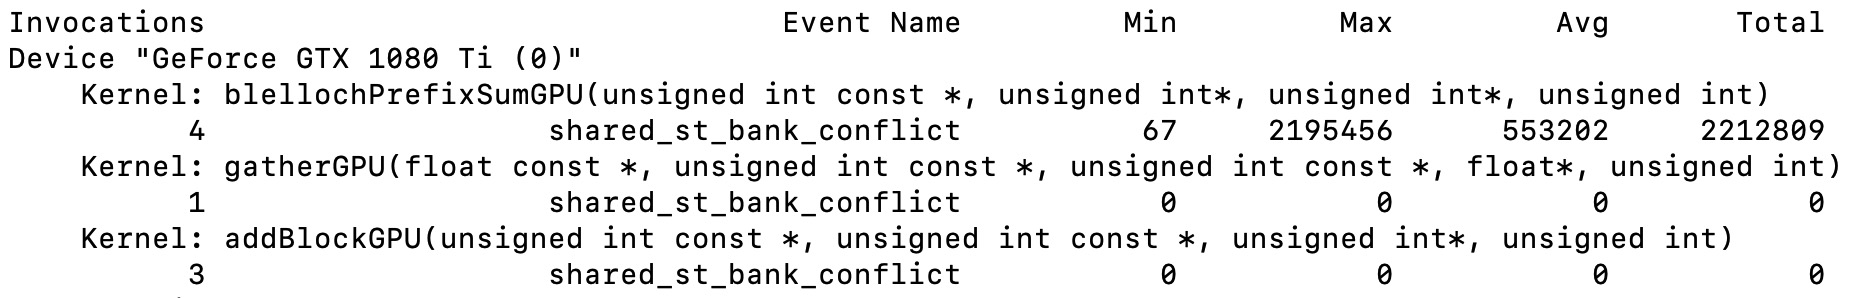 Invocations Event Name Min Max Avg Total
Device "GeForce GTX 1080 Ti (0)"
Kernel: blellochPrefixSumGPU(unsigned int const *, unsigned int*, unsigned int*, unsigned int)
4 shared_st_bank_conflict 67 2195456 553202 2212809
Kernel: gatherGPU(float const *, unsigned int const *, unsigned int const *, float*, unsigned int)
1 shared_st_bank_conflict 0 0 0 0
Kernel: addBlockGPU(unsigned int const *, unsigned int const *, unsigned int*, unsigned int)
3 shared_st_bank_conflict 0 0 0 0